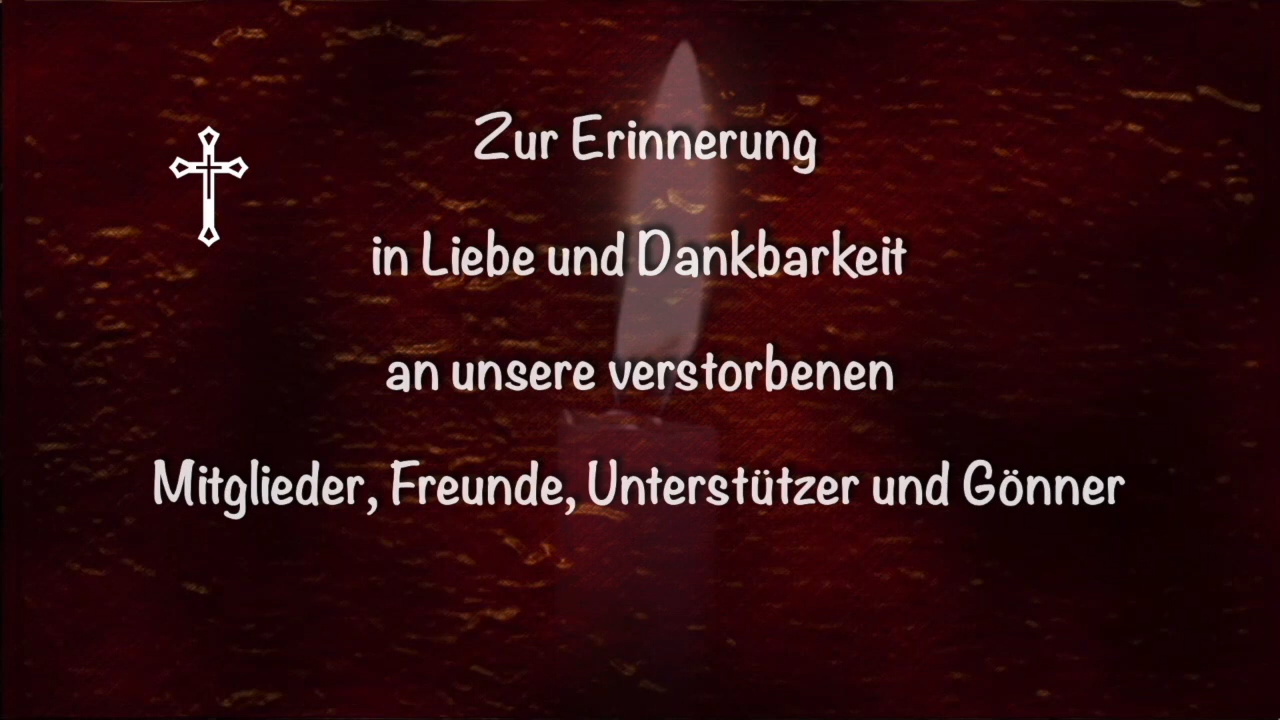 Zur Erinnerung
in Liebe und Dankbarkeit
an unsere verstorbenen
Mitglieder, Freunde, Unterstützer und Gönner